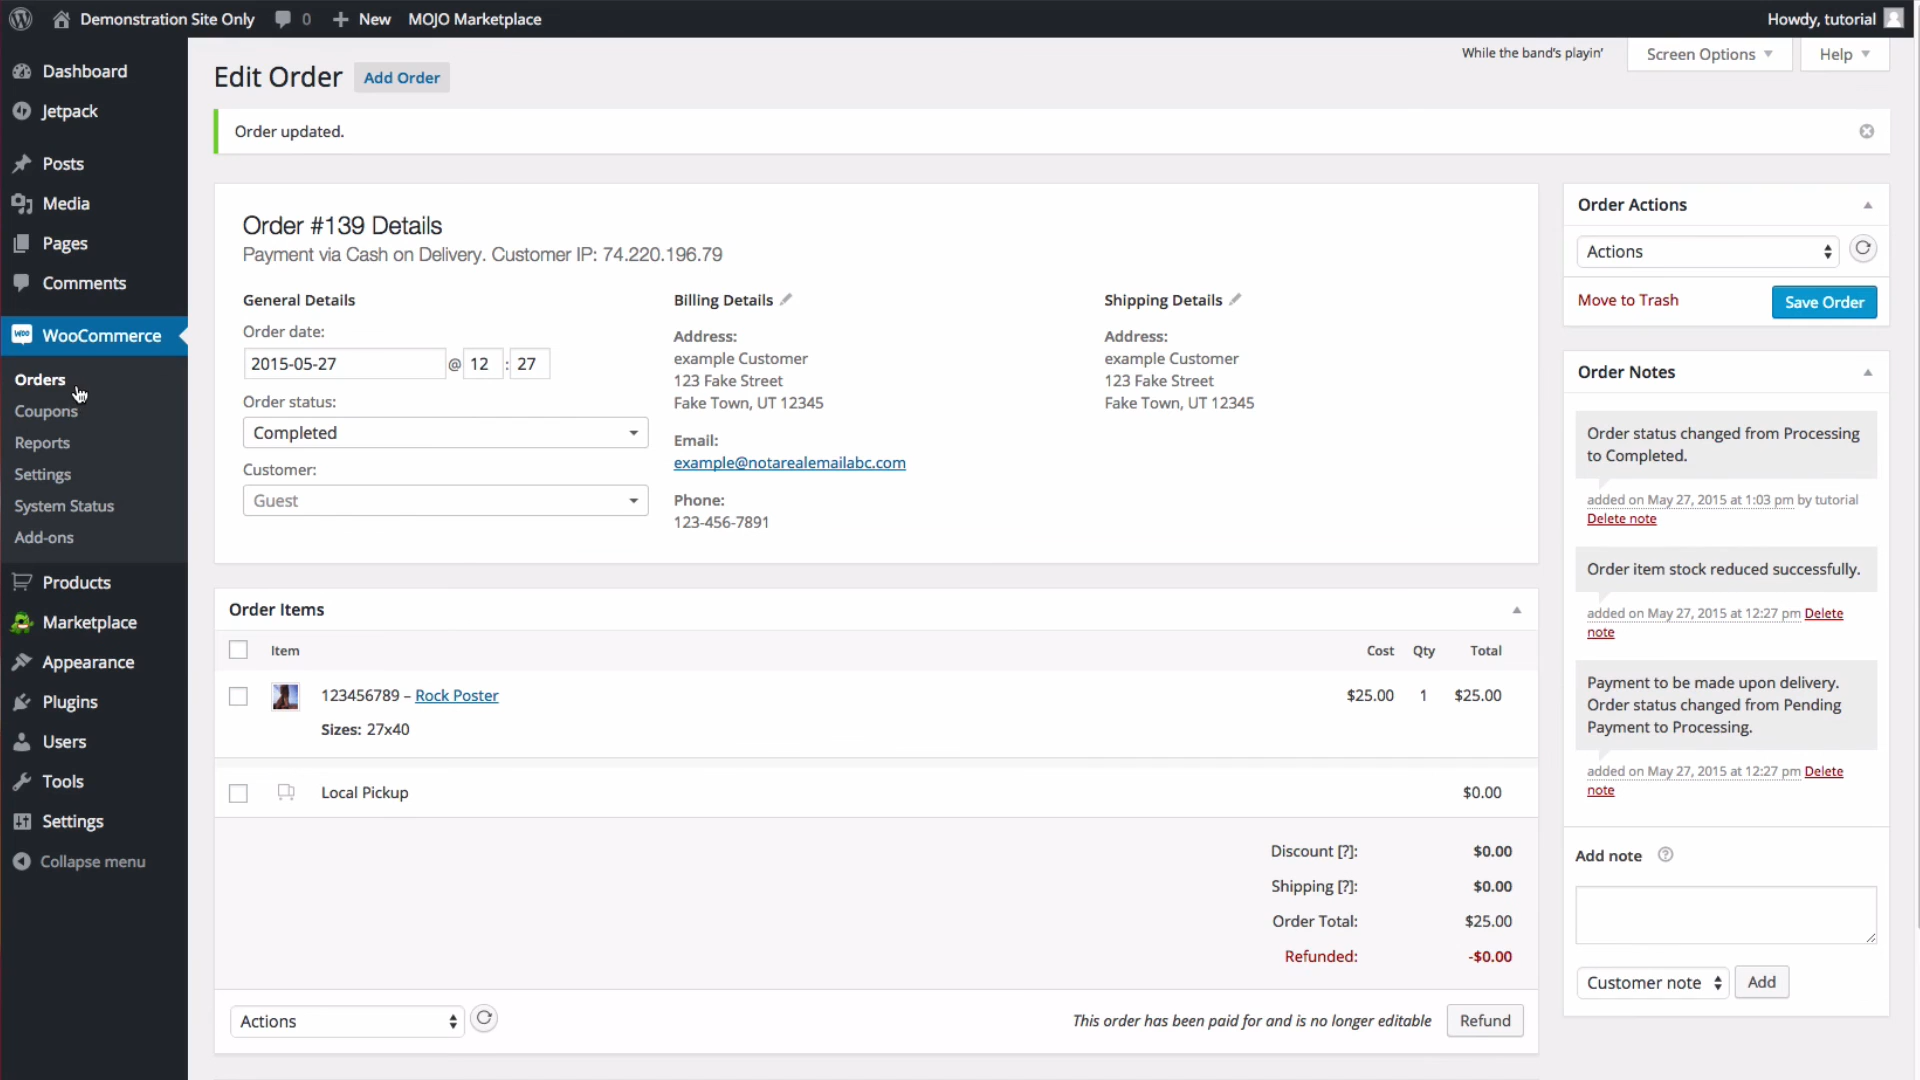 Demonstration Site Only 0 New MOJO Marketplace Howdy, tutorial
Dashboard
Jetpack
Posts
Media
Pages
Comments
WOO WooCommerce
Orders
Coupons
Reports
Settings
System Status
Add-ons
Products
Marketplace
Appearance
Plugins
Users
Tools
Settings
Collapse menu
While the band's playin' Screen Options Help
Edit Order Add Order
Order updated.
Order #139 Details
Payment via Cash on Delivery. Customer IP: 74.220.196.79
General Details
Order date:
2015-05-27 @ 12 : 27
Order status:
Completed
Customer:
Guest
Billing Details
Address:
example Customer
123 Fake Street
Fake Town, UT 12345
Email:
example@notarealemailabc.com
Phone:
123-456-7891
Shipping Details
Address:
example Customer
123 Fake Street
Fake Town, UT 12345
Order Items
Item Cost Qty Total
123456789 – Rock Poster $25.00 1 $25.00
Sizes: 27x40
Local Pickup $0.00
Discount [?]: $0.00
Shipping [?]: $0.00
Order Total: $25.00
Refunded: -$0.00
Actions This order has been paid for and is no longer editable Refund
Order Actions
Actions
Move to Trash Save Order
Order Notes
Order status changed from Processing
to Completed.
added on May 27, 2015 at 1:03 pm by tutorial
Delete note
Order item stock reduced successfully.
added on May 27, 2015 at 12:27 pm Delete
note
Payment to be made upon delivery.
Order status changed from Pending
Payment to Processing.
added on May 27, 2015 at 12:27 pm Delete
note
Add note ?
Customer note Add